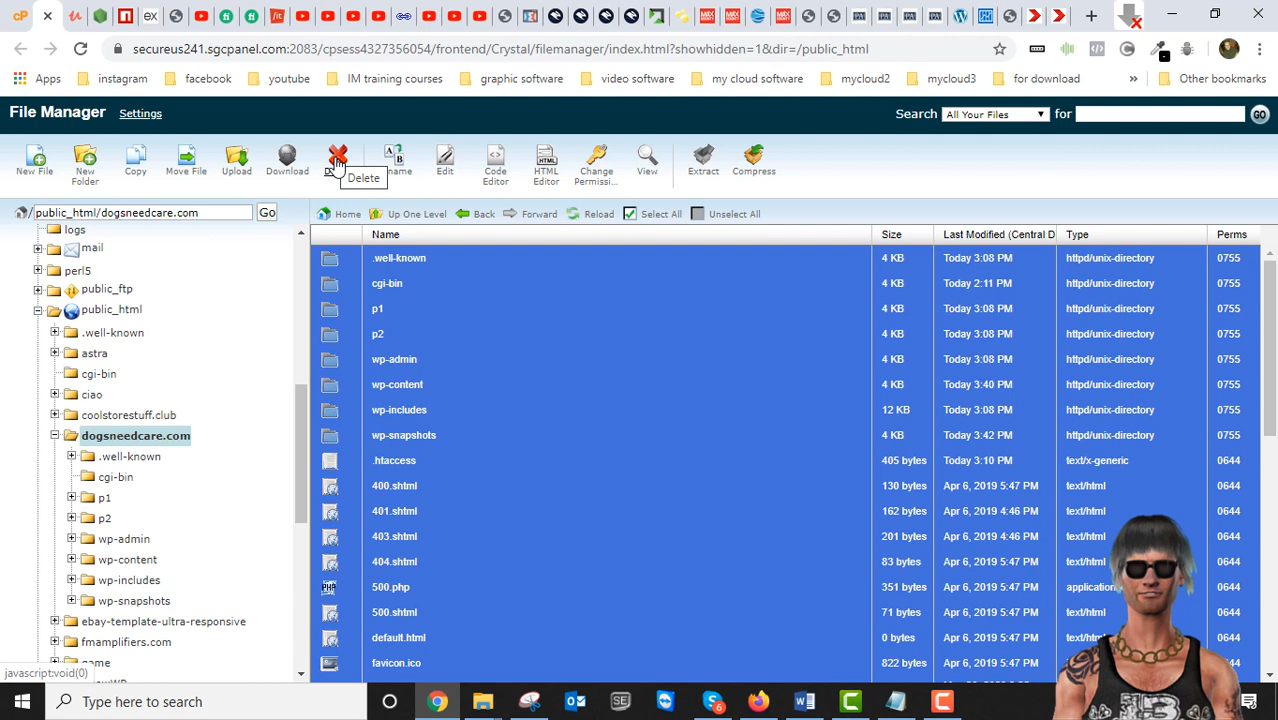 secureus241.sgcpanel.com:2083/cpsess4327356054/frontend/Crystal/filemanager/index.html?showhidden=1&dir=/public_html
Apps instagram facebook youtube IM training courses graphic software video software my cloud software mycloud2 mycloud3 for download » Other bookmarks
File Manager Settings Search All Your Files for GO
New File New Folder Copy Move File Upload Download Edit Code Editor HTML Editor Change Permissi... View Extract Compress
Delete
/ public_html/dogsneedcare.com Go
Home Up One Level Back Forward Reload Select All Unselect All
Name Size Last Modified (Central D Type Perms
logs
mail
perl5
public_ftp
public_html
.well-known
astra
cgi-bin
ciao
coolstorestuff.club
dogsneedcare.com
.well-known
cgi-bin
p1
p2
wp-admin
wp-content
wp-includes
wp-snapshots
ebay-template-ultra-responsive
fmamplifiers.com
.well-known 4 KB Today 3:08 PM httpd/unix-directory 0755
cgi-bin 4 KB Today 2:11 PM httpd/unix-directory 0755
p1 4 KB Today 3:08 PM httpd/unix-directory 0755
p2 4 KB Today 3:08 PM httpd/unix-directory 0755
wp-admin 4 KB Today 3:08 PM httpd/unix-directory 0755
wp-content 4 KB Today 3:40 PM httpd/unix-directory 0755
wp-includes 12 KB Today 3:08 PM httpd/unix-directory 0755
wp-snapshots 4 KB Today 3:42 PM httpd/unix-directory 0755
.htaccess 405 bytes Today 3:10 PM text/x-generic 0644
400.shtml 130 bytes Apr 6, 2019 5:47 PM text/html 0644
401.shtml 162 bytes Apr 6, 2019 4:46 PM text/html 0644
403.shtml 201 bytes Apr 6, 2019 4:46 PM text/html 0644
404.shtml 83 bytes Apr 6, 2019 5:47 PM text/html 0644
500.php 351 bytes Apr 6, 2019 5:47 PM 0644
500.shtml 71 bytes Apr 6, 2019 5:47 PM text/html 0644
default.html 0 bytes Apr 6, 2019 5:47 PM
favicon.ico 822 bytes Apr 6, 2019 5:47 PM
javascript:void(0)
Type here to search